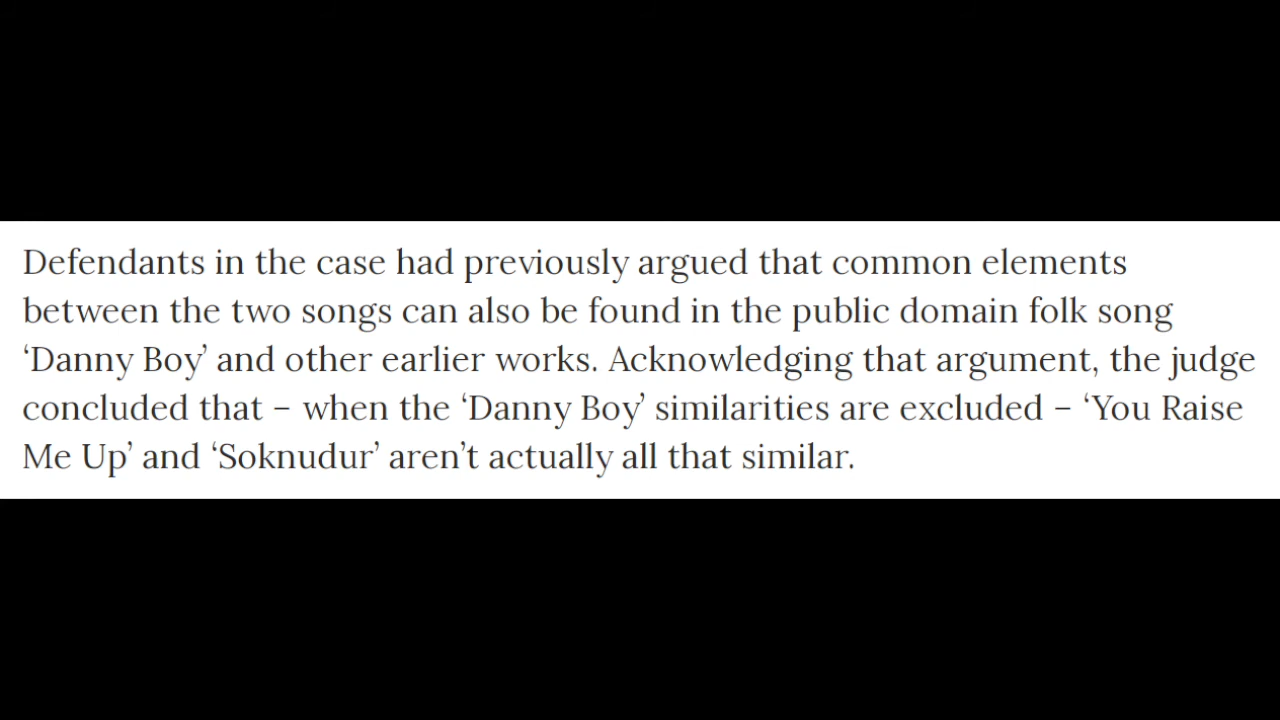 Defendants in the case had previously argued that common elements
between the two songs can also be found in the public domain folk song
‘Danny Boy’ and other earlier works. Acknowledging that argument, the judge
concluded that – when the ‘Danny Boy’ similarities are excluded – ‘You Raise
Me Up’ and ‘Soknudur’ aren’t actually all that similar.